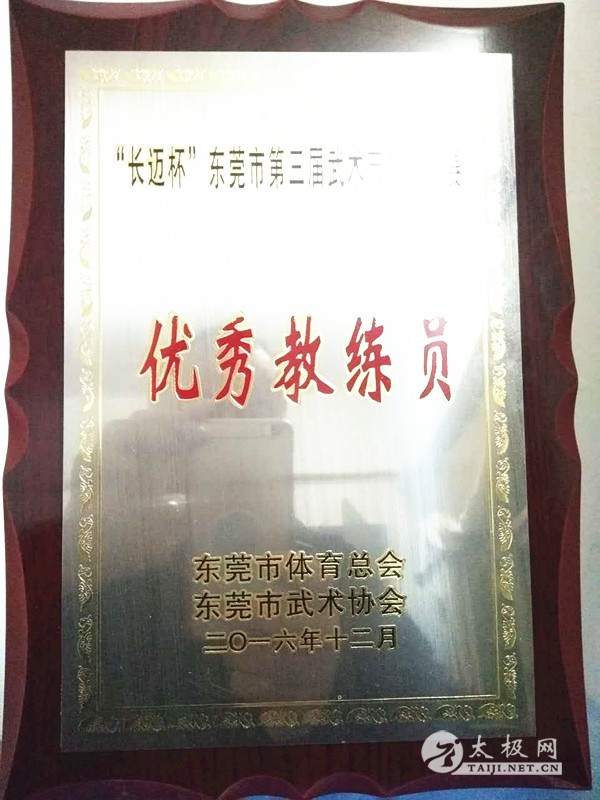 “长迈杯”东莞市第三届武术
优秀教练员
东莞市体育总会
东莞市武术协会
二〇一六年十二月
太极网
TAIJI.NET.CN